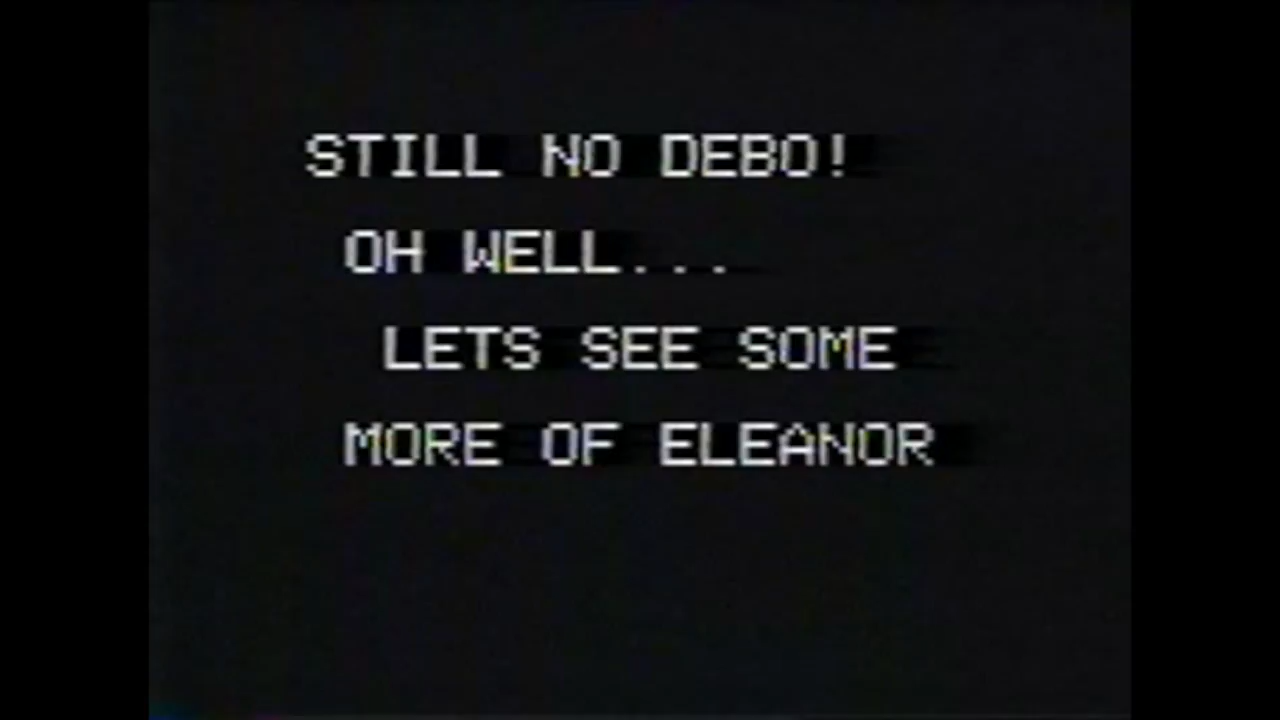 STILL NO DEBO!
OH WELL...
LETS SEE SOME
MORE OF ELEANOR